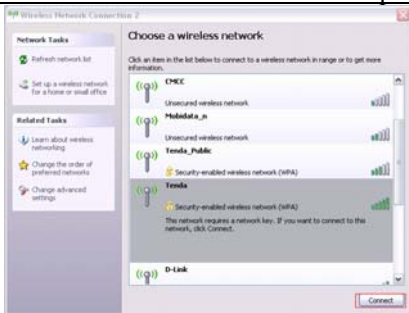 Wireless Network Connection 2
Network Tasks
Refresh network list
Set up a wireless network
for a home or small office
Related Tasks
Learn about wireless
networking
Change the order of
preferred networks
Change advanced
settings
Choose a wireless network
Click an item in the list below to connect to a wireless network in range or to get more
information.
CMCC
Unsecured wireless network
Mobidata_n
Unsecured wireless network
Tenda_Public
Security-enabled wireless network (WPA)
Tenda
Security-enabled wireless network (WPA)
This network requires a network key. If you want to connect to this
network, click Connect.
D-Link
Connect